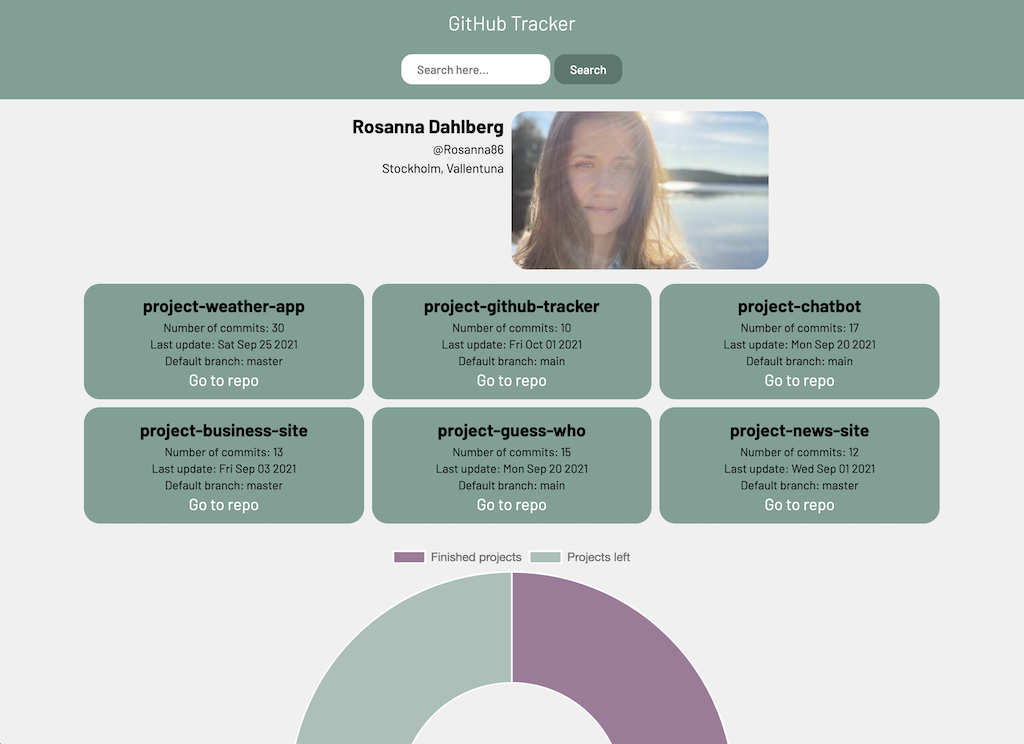 GitHub Tracker
Search here...
Search
Rosanna Dahlberg
@Rosanna86
Stockholm, Vallentuna
project-weather-app
Number of commits: 30
Last update: Sat Sep 25 2021
Default branch: master
Go to repo
project-github-tracker
Number of commits: 10
Last update: Fri Oct 01 2021
Default branch: main
Go to repo
project-chatbot
Number of commits: 17
Last update: Mon Sep 20 2021
Default branch: main
Go to repo
project-business-site
Number of commits: 13
Last update: Fri Sep 03 2021
Default branch: master
Go to repo
project-guess-who
Number of commits: 15
Last update: Mon Sep 20 2021
Default branch: main
Go to repo
project-news-site
Number of commits: 12
Last update: Wed Sep 01 2021
Default branch: master
Go to repo
Finished projects
Projects left